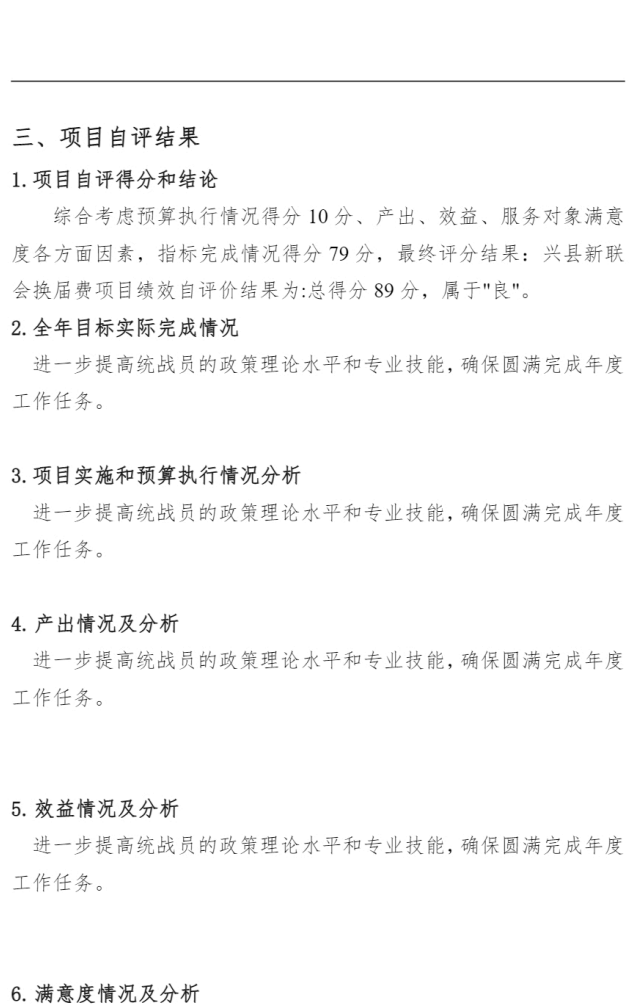 三、项目自评结果
1. 项目自评得分和结论
综合考虑预算执行情况得分 10 分、产出、效益、服务对象满意
度各方面因素，指标完成情况得分 79 分，最终评分结果：兴县新联
会换届费项目绩效自评价结果为:总得分 89 分，属于"良"。
2. 全年目标实际完成情况
进一步提高统战员的政策理论水平和专业技能,确保圆满完成年度
工作任务。
3. 项目实施和预算执行情况分析
进一步提高统战员的政策理论水平和专业技能,确保圆满完成年度
工作任务。
4. 产出情况及分析
进一步提高统战员的政策理论水平和专业技能,确保圆满完成年度
工作任务。
5. 效益情况及分析
进一步提高统战员的政策理论水平和专业技能,确保圆满完成年度
工作任务。
6. 满意度情况及分析